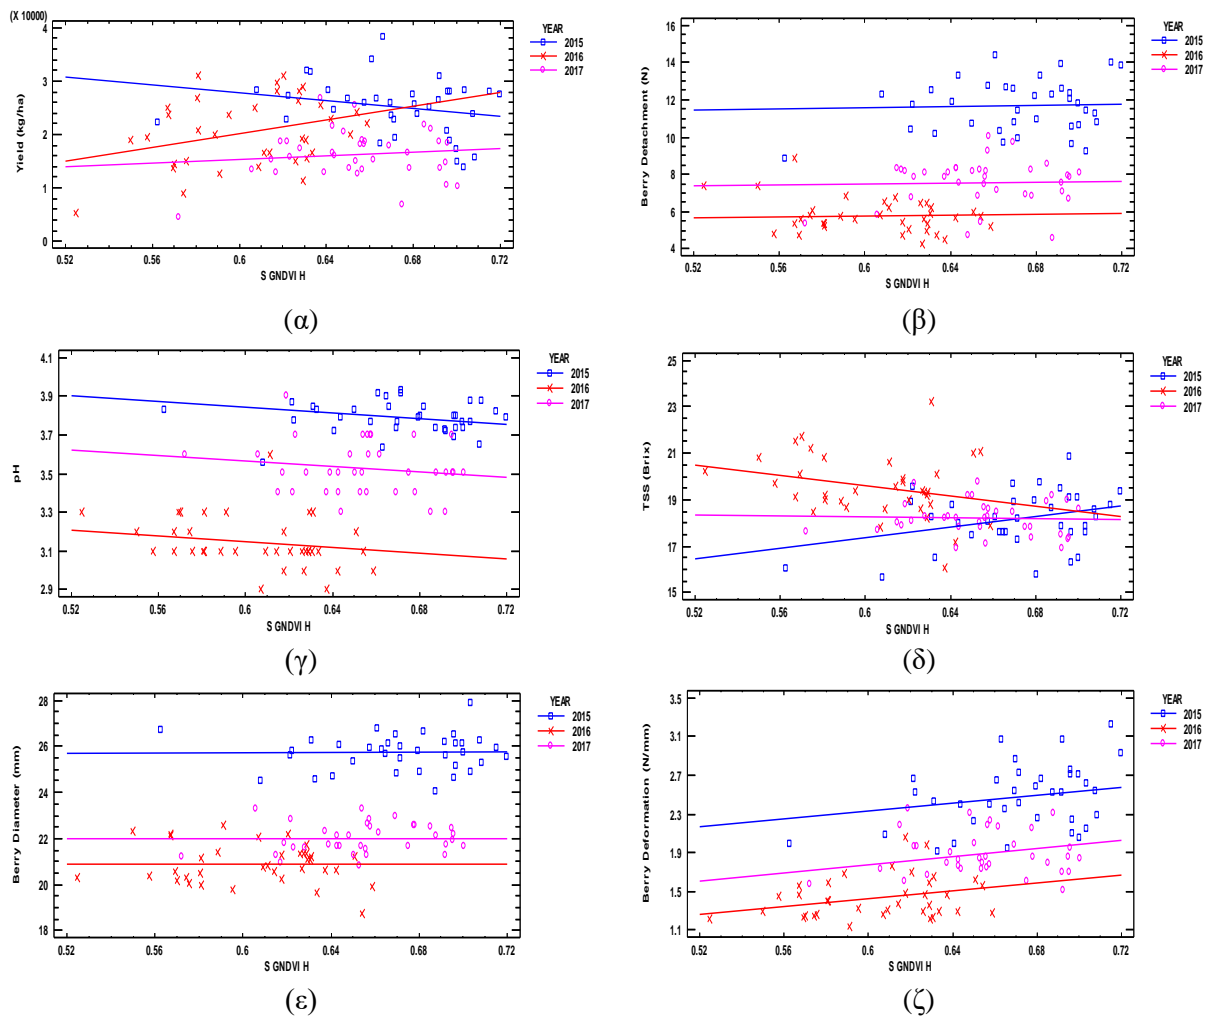 (X 10000)
YEAR
2015
2016
2017
4
3
2
1
0
Yield (kg/ha)
0.52 0.56 0.6 0.64 0.68 0.72
S GNDVI H
(α)
YEAR
2015
2016
2017
16
14
12
10
8
6
4
Berry Detachment (N)
0.52 0.56 0.6 0.64 0.68 0.72
S GNDVI H
(β)
YEAR
2015
2016
2017
4.1
3.9
3.7
3.5
3.3
3.1
2.9
pH
0.52 0.56 0.6 0.64 0.68 0.72
S GNDVI H
(γ)
YEAR
2015
2016
2017
25
23
21
19
17
15
TSS (Brix)
0.52 0.56 0.6 0.64 0.68 0.72
S GNDVI H
(δ)
YEAR
2015
2016
2017
28
26
24
22
20
18
Berry Diameter (mm)
0.52 0.56 0.6 0.64 0.68 0.72
S GNDVI H
(ε)
YEAR
2015
2016
2017
3.5
3.1
2.7
2.3
1.9
1.5
1.1
Berry Deformation (N/mm)
0.52 0.56 0.6 0.64 0.68 0.72
S GNDVI H
(ζ)